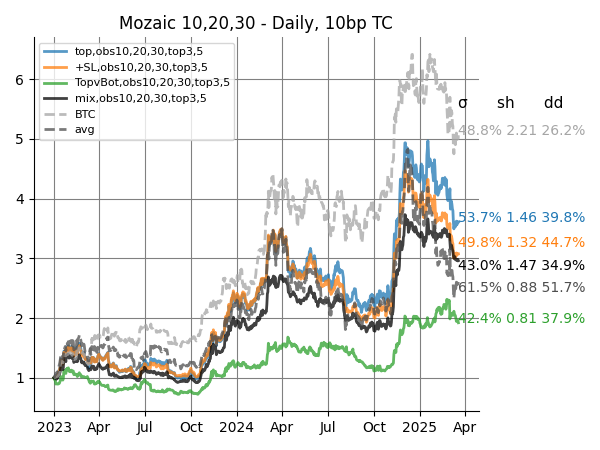 Mozaic 10,20,30 - Daily, 10bp TC
top,obs10,20,30,top3,5
+SL,obs10,20,30,top3,5
TopvBot,obs10,20,30,top3,5
mix,obs10,20,30,top3,5
BTC
avg
σ sh dd
48.8% 2.21 26.2%
53.7% 1.46 39.8%
49.8% 1.32 44.7%
43.0% 1.47 34.9%
61.5% 0.88 51.7%
42.4% 0.81 37.9%
6
5
4
3
2
1
2023 Apr Jul Oct 2024 Apr Jul Oct 2025 Apr